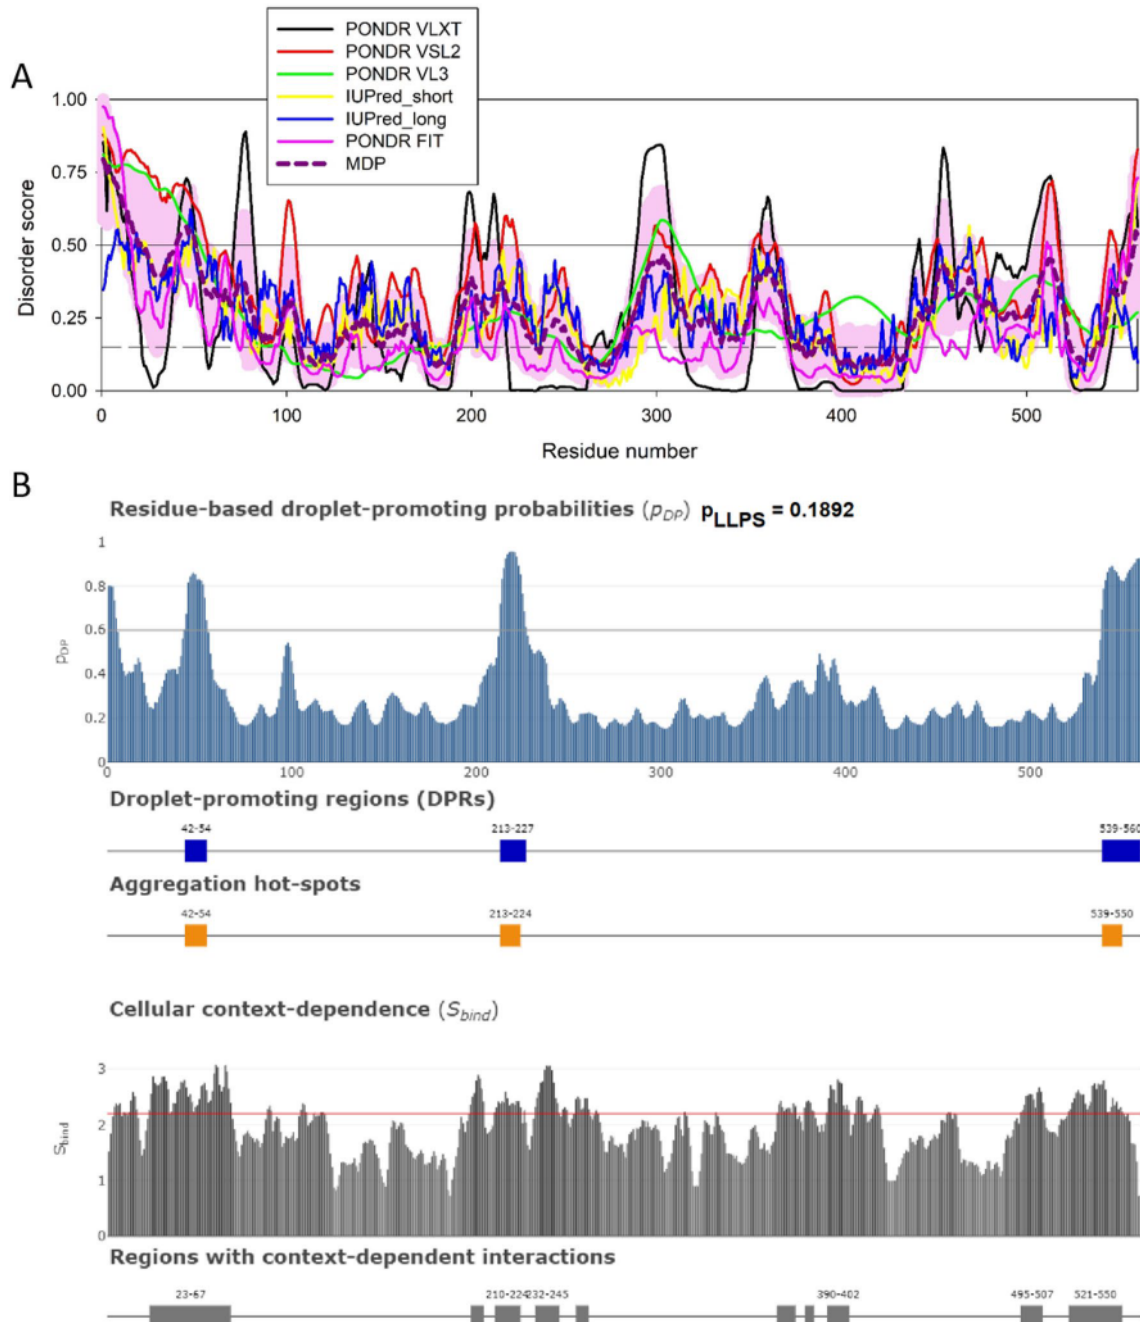 A
PONDR VLXT
PONDR VSL2
PONDR VL3
IUPred_short
IUPred_long
PONDR FIT
MDP
1.00
0.75
0.50
0.25
0.00
Disorder score
0 100 200 300 400 500
Residue number
B
Residue-based droplet-promoting probabilities (pDP) pLLPS = 0.1892
1
0.8
0.6
0.4
0.2
0
pDP
0 100 200 300 400 500
Droplet-promoting regions (DPRs)
42-54 213-227 539-560
Aggregation hot-spots
42-54 213-224 539-550
Cellular context-dependence (Sbind)
3
2
1
0
Sbind
Regions with context-dependent interactions
23-67 210-224 232-245 390-402 495-507 521-550